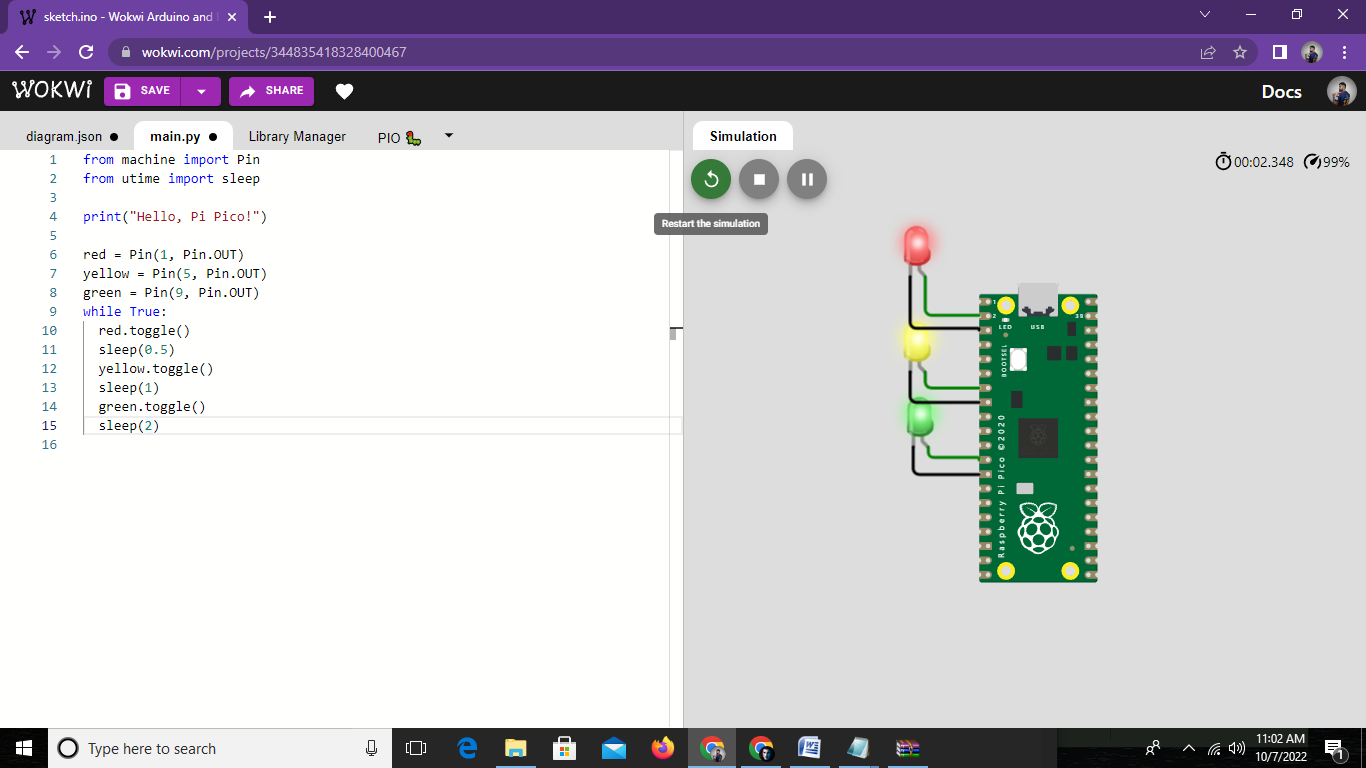 sketch.ino - Wokwi Arduino and
wokwi.com/projects/344835418328400467
WOKWi SAVE SHARE Docs
diagram.json ● main.py ● Library Manager PIO
Simulation
00:02.348 99%
Restart the simulation
1 from machine import Pin
2 from utime import sleep
3
4 print("Hello, Pi Pico!")
5
6 red = Pin(1, Pin.OUT)
7 yellow = Pin(5, Pin.OUT)
8 green = Pin(9, Pin.OUT)
9 while True:
10 red.toggle()
11 sleep(0.5)
12 yellow.toggle()
13 sleep(1)
14 green.toggle()
15 sleep(2)
16
1
2
39
LED USB
BOOTSEL
Raspberry Pi Pico ©2020
Type here to search
11:02 AM
10/7/2022
1